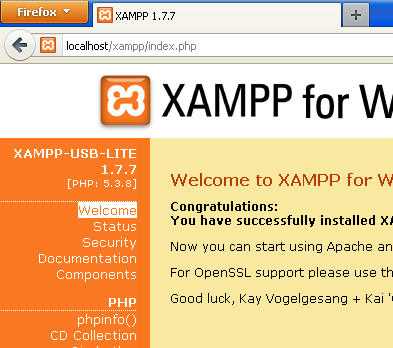 Firefox
XAMPP 1.7.7
localhost/xampp/index.php
XAMPP for W
XAMPP-USB-LITE
1.7.7
[PHP: 5.3.8]
Welcome
Status
Security
Documentation
Components
PHP
phpinfo()
CD Collection
Welcome to XAMPP for W
Congratulations:
You have successfully installed XA
Now you can start using Apache an
For OpenSSL support please use th
Good luck, Kay Vogelgesang + Kai '